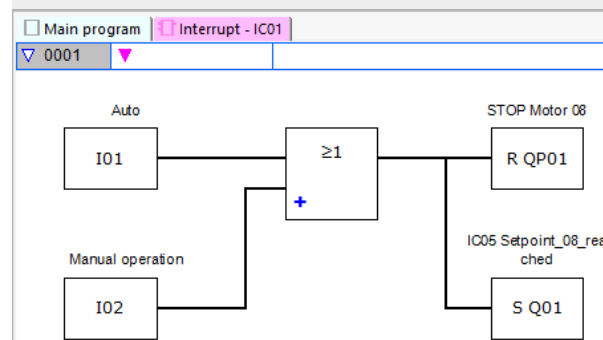 Main program
Interrupt - IC01
0001
Auto
STOP Motor 08
I01
≥1
R QP01
+
IC05 Setpoint_08_rea
ched
Manual operation
I02
S Q01